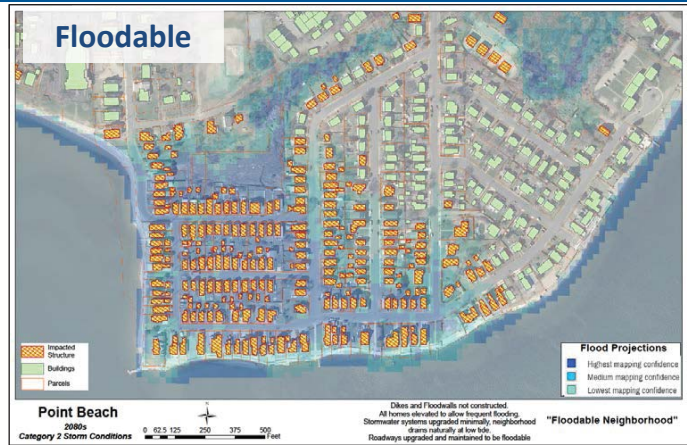 Floodable
Impacted
Structure
Buildings
Parcels
Flood Projections
Highest mapping confidence
Medium mapping confidence
Lowest mapping confidence
Point Beach
2080s
Category 2 Storm Conditions
0 62.5 125 250 375 500
Feet
Dikes and Floodwalls not constructed.
All homes elevated to allow frequent flooding.
Stormwater systems upgraded minimally, neighborhood
drains naturally at low tide.
Roadways upgraded and maintained to be floodable
"Floodable Neighborhood"